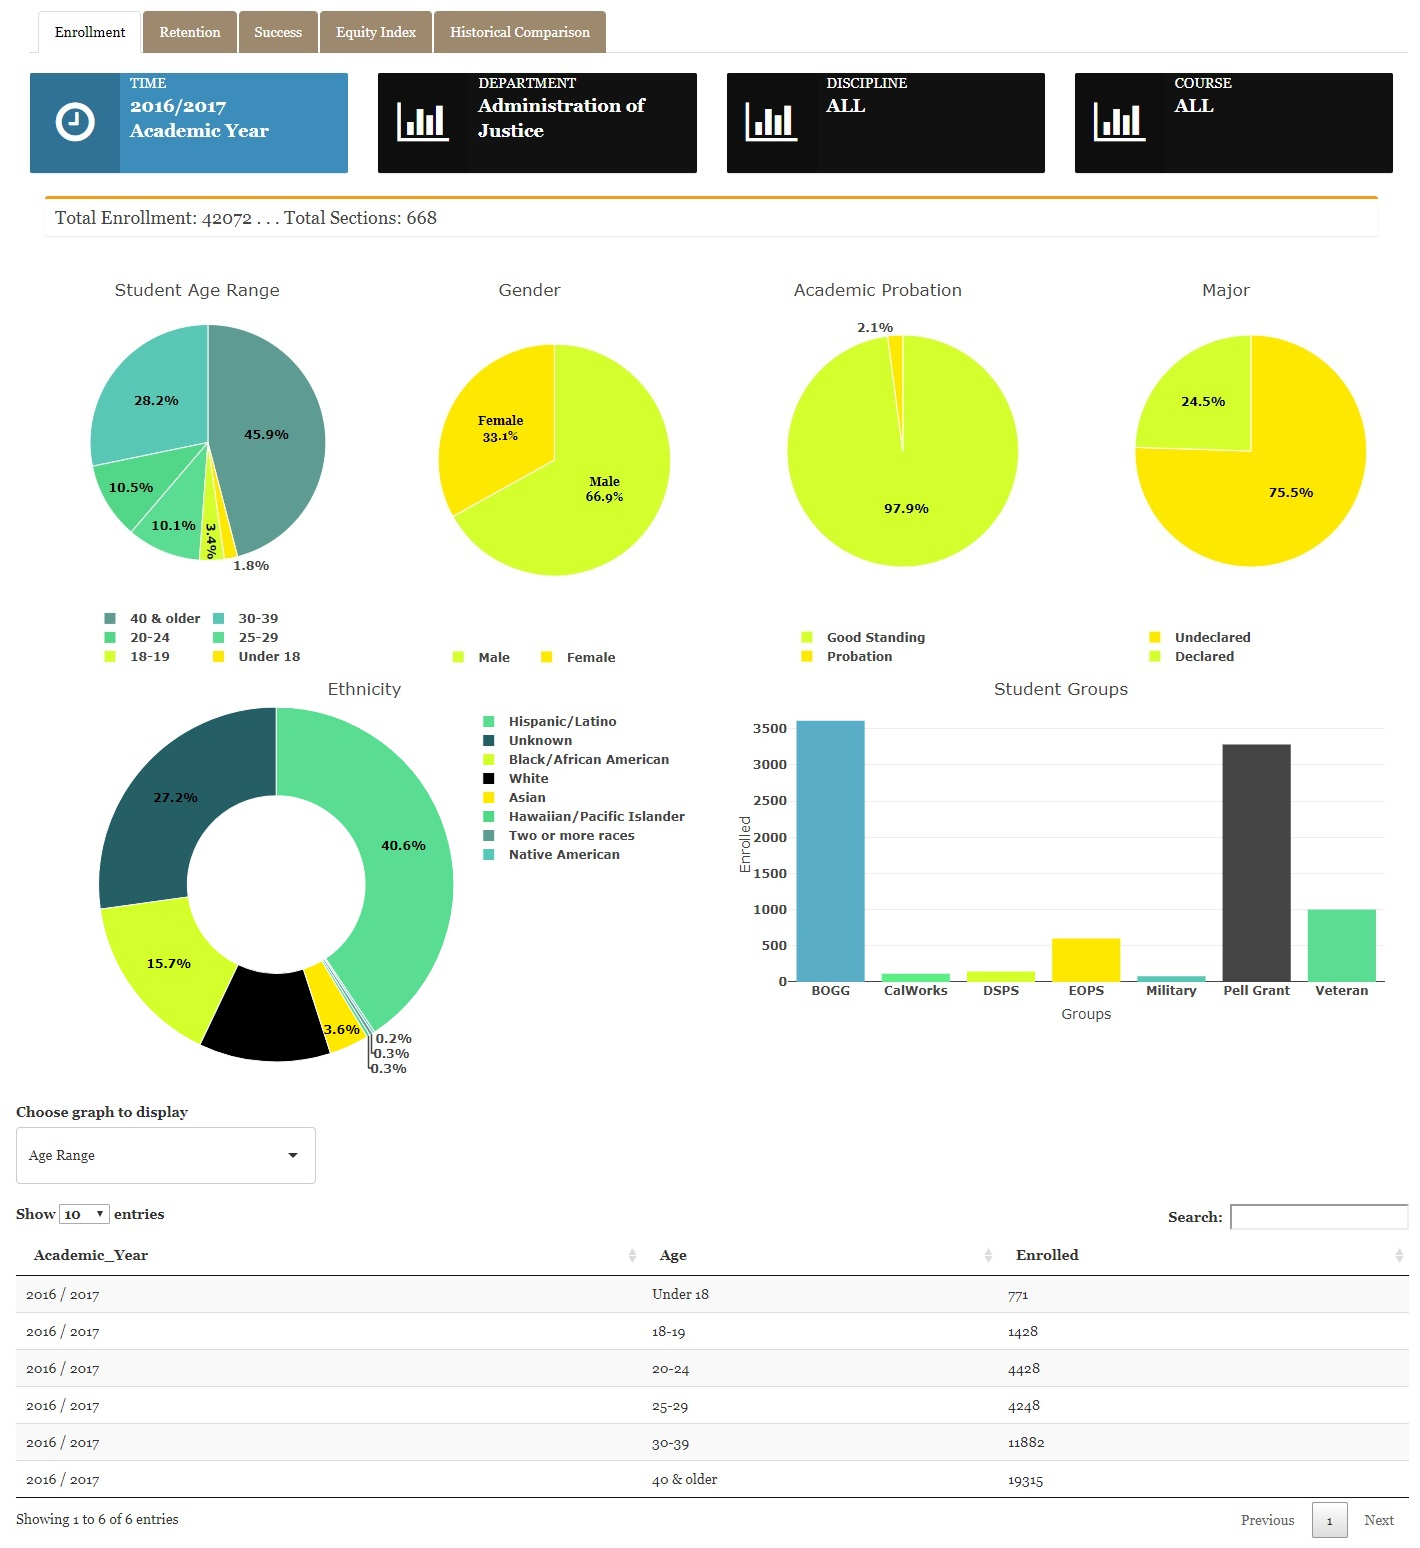 Enrollment
Retention
Success
Equity Index
Historical Comparison
TIME
2016/2017
Academic Year
DEPARTMENT
Administration of
Justice
DISCIPLINE
ALL
COURSE
ALL
Total Enrollment: 42072 . . . Total Sections: 668
Student Age Range
45.9%
28.2%
10.5%
10.1%
3.4%
1.8%
40 & older
30-39
20-24
25-29
18-19
Under 18
Gender
Female
33.1%
Male
66.9%
Male
Female
Academic Probation
2.1%
97.9%
Good Standing
Probation
Major
24.5%
75.5%
Undeclared
Declared
Ethnicity
27.2%
40.6%
15.7%
3.6%
0.2%
0.3%
0.3%
Hispanic/Latino
Unknown
Black/African American
White
Asian
Hawaiian/Pacific Islander
Two or more races
Native American
Student Groups
3500
3000
2500
2000
1500
1000
500
0
Enrolled
BOGG
CalWorks
DSPS
EOPS
Military
Pell Grant
Veteran
Groups
Choose graph to display
Age Range
Show 10 entries
Search:
Academic_Year Age Enrolled
2016 / 2017 Under 18 771
2016 / 2017 18-19 1428
2016 / 2017 20-24 4428
2016 / 2017 25-29 4248
2016 / 2017 30-39 11882
2016 / 2017 40 & older 19315
Showing 1 to 6 of 6 entries
Previous 1 Next